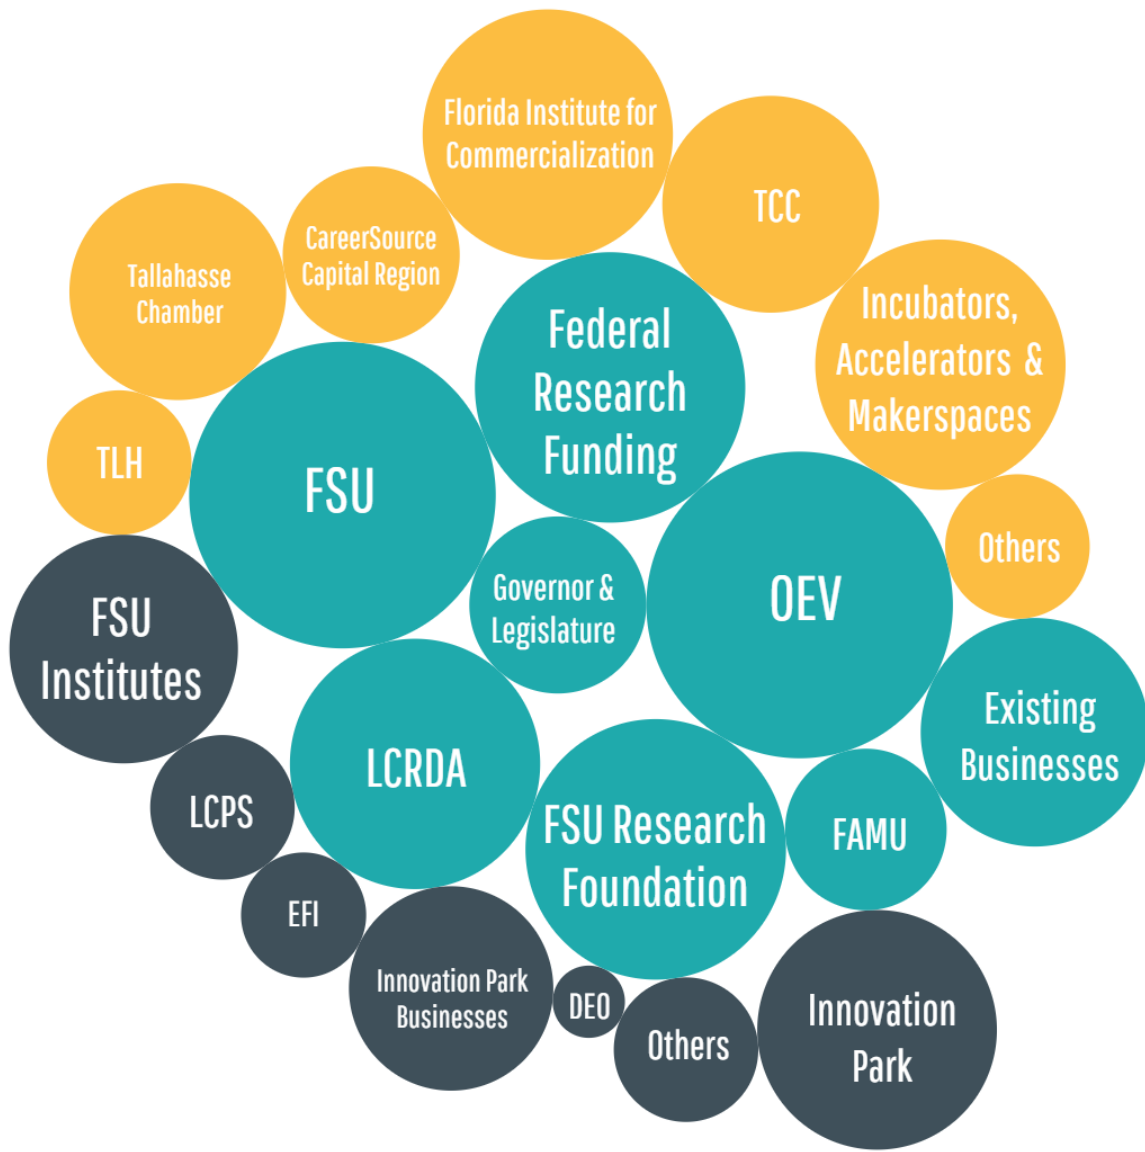 Florida Institute for
Commercialization
TCC
CareerSource
Capital Region
Tallahasse
Chamber
Incubators,
Accelerators &
Makerspaces
Federal
Research
Funding
TLH
FSU
Others
Governor &
Legislature
OEV
FSU
Institutes
Existing
Businesses
LCRDA
LCPS
FSU Research
Foundation
FAMU
EFI
Innovation Park
Businesses
DEO
Others
Innovation
Park